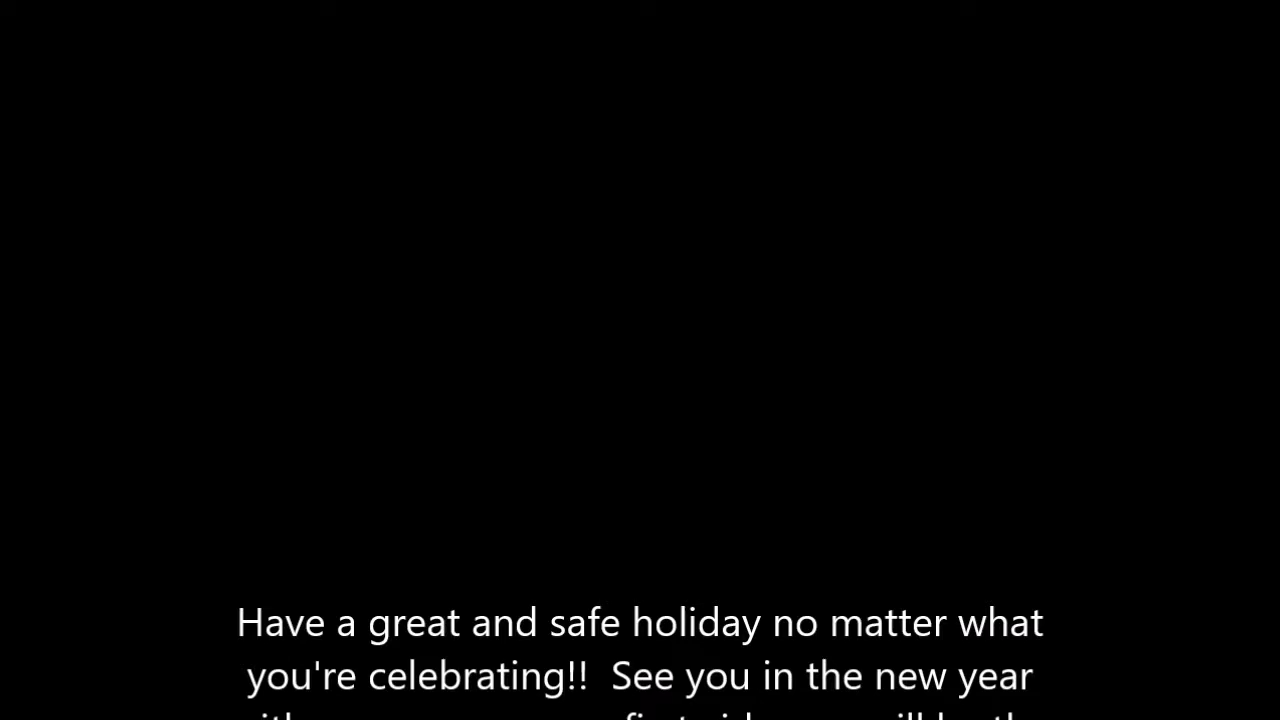 Have a great and safe holiday no matter what
you're celebrating!!  See you in the new year